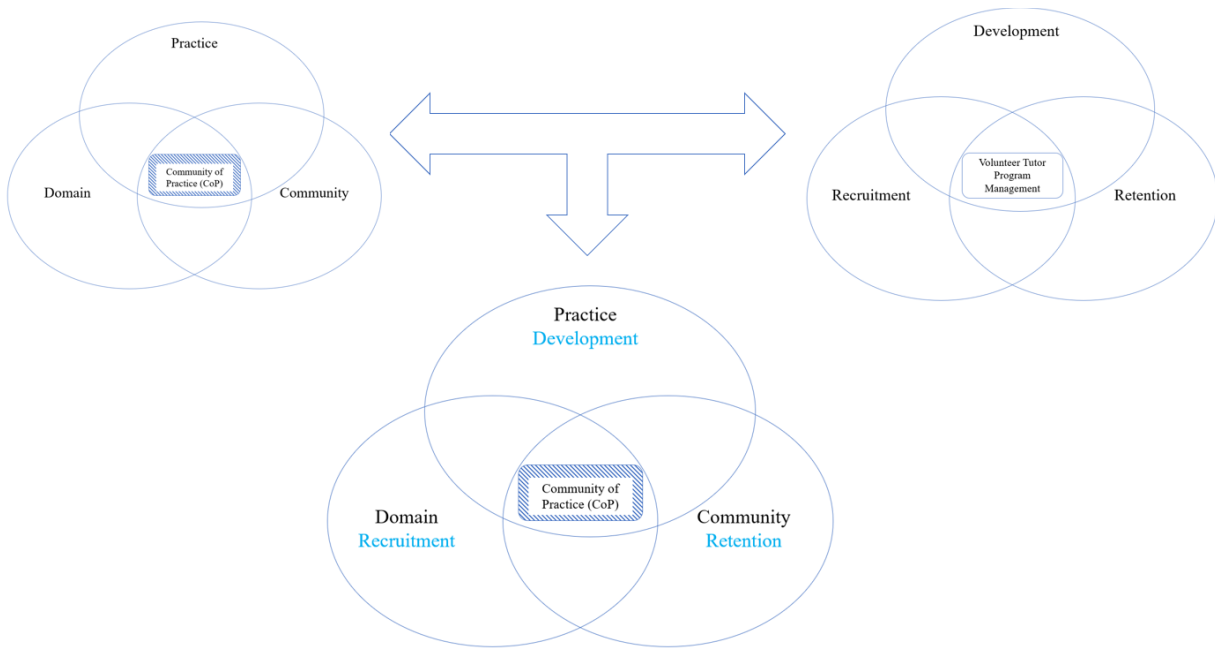 Practice
Domain
Community of
Practice (CoP)
Community
Development
Recruitment
Volunteer Tutor
Program
Management
Retention
Practice
Development
Domain
Recruitment
Community of
Practice (CoP)
Community
Retention